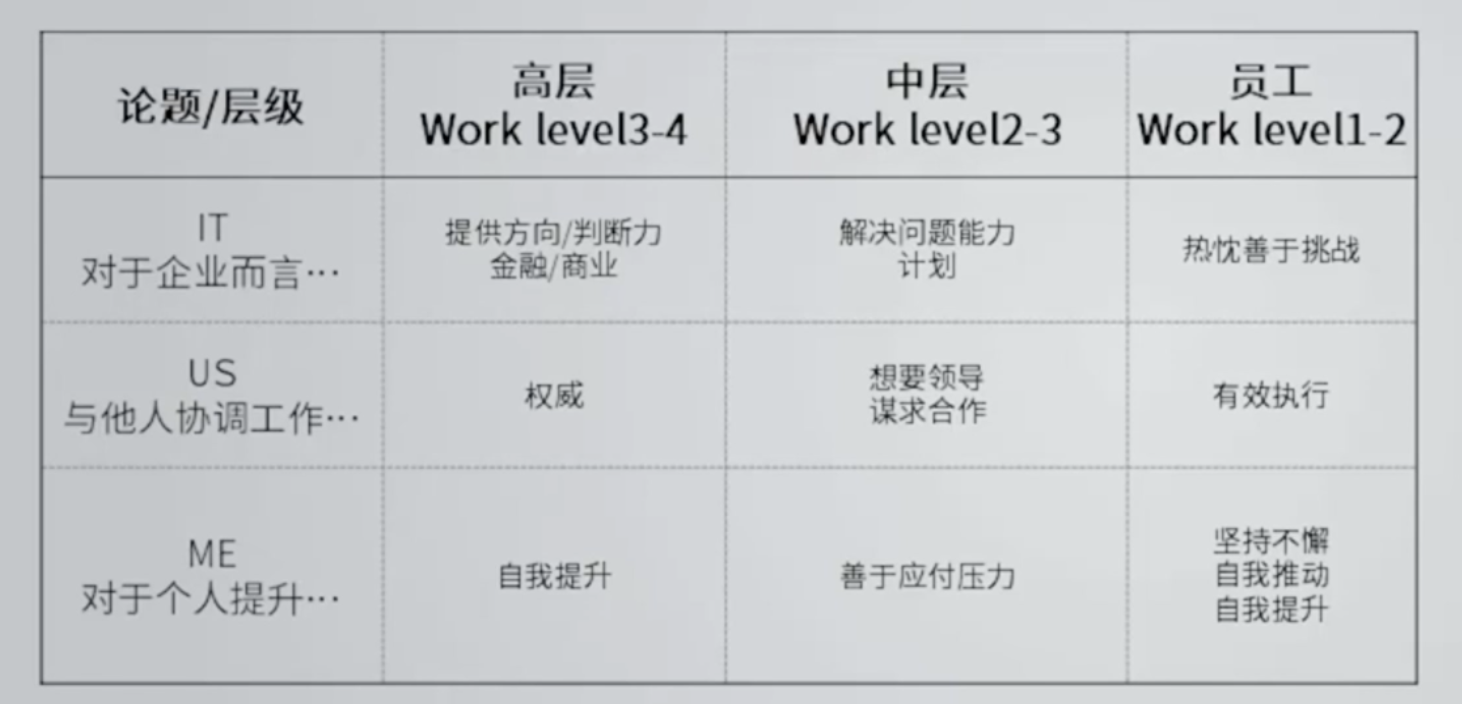 论题/层级
高层
Work level3-4
中层
Work level2-3
员工
Work level1-2
IT
对于企业而言…
提供方向/判断力
金融/商业
解决问题能力
计划
热忱善于挑战
US
与他人协调工作…
权威
想要领导
谋求合作
有效执行
ME
对于个人提升…
自我提升
善于应付压力
坚持不懈
自我推动
自我提升